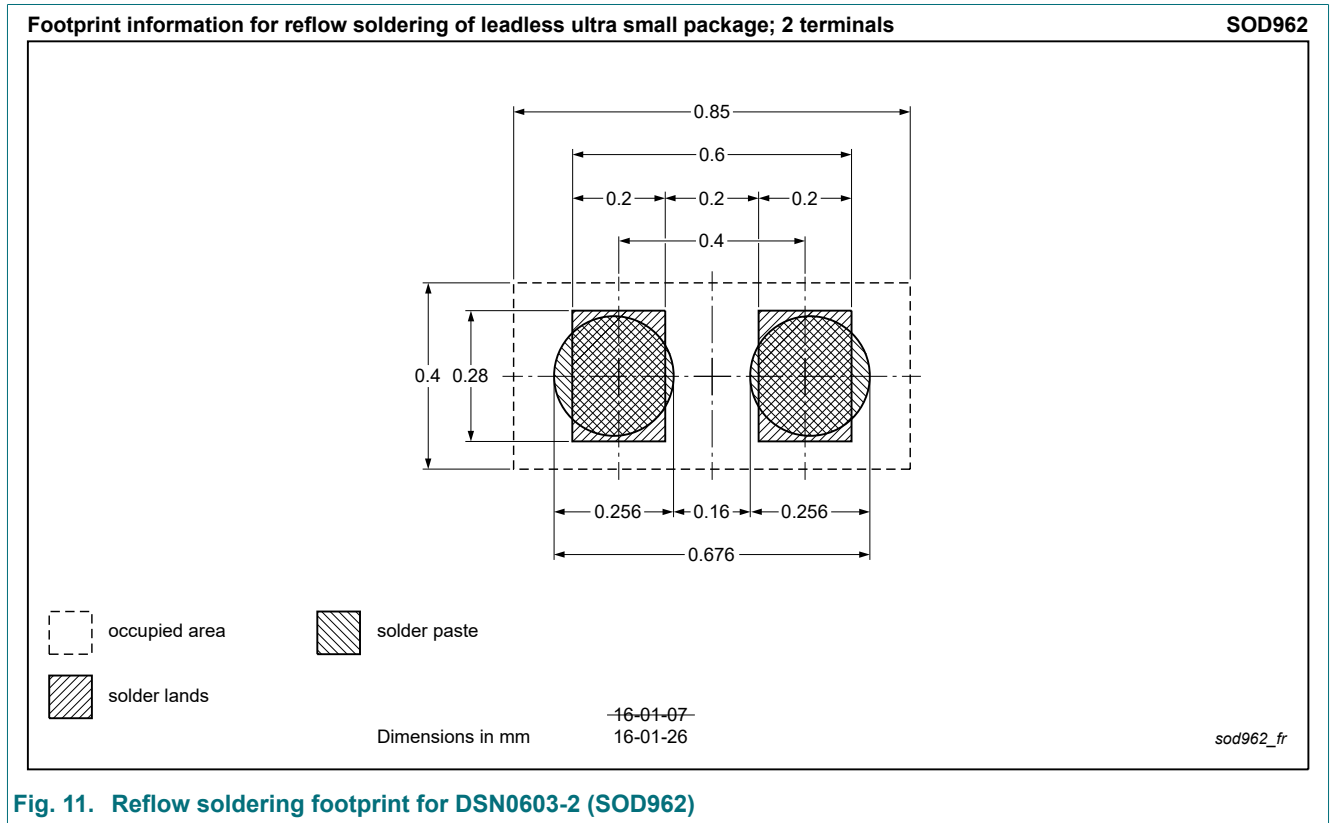 Footprint information for reflow soldering of leadless ultra small package; 2 terminals SOD962
0.85
0.6
0.2 0.2 0.2
0.4
0.4 0.28
0.256 0.16 0.256
0.676
occupied area solder paste
solder lands
16-01-07
Dimensions in mm 16-01-26
sod962_fr
Fig. 11. Reflow soldering footprint for DSN0603-2 (SOD962)